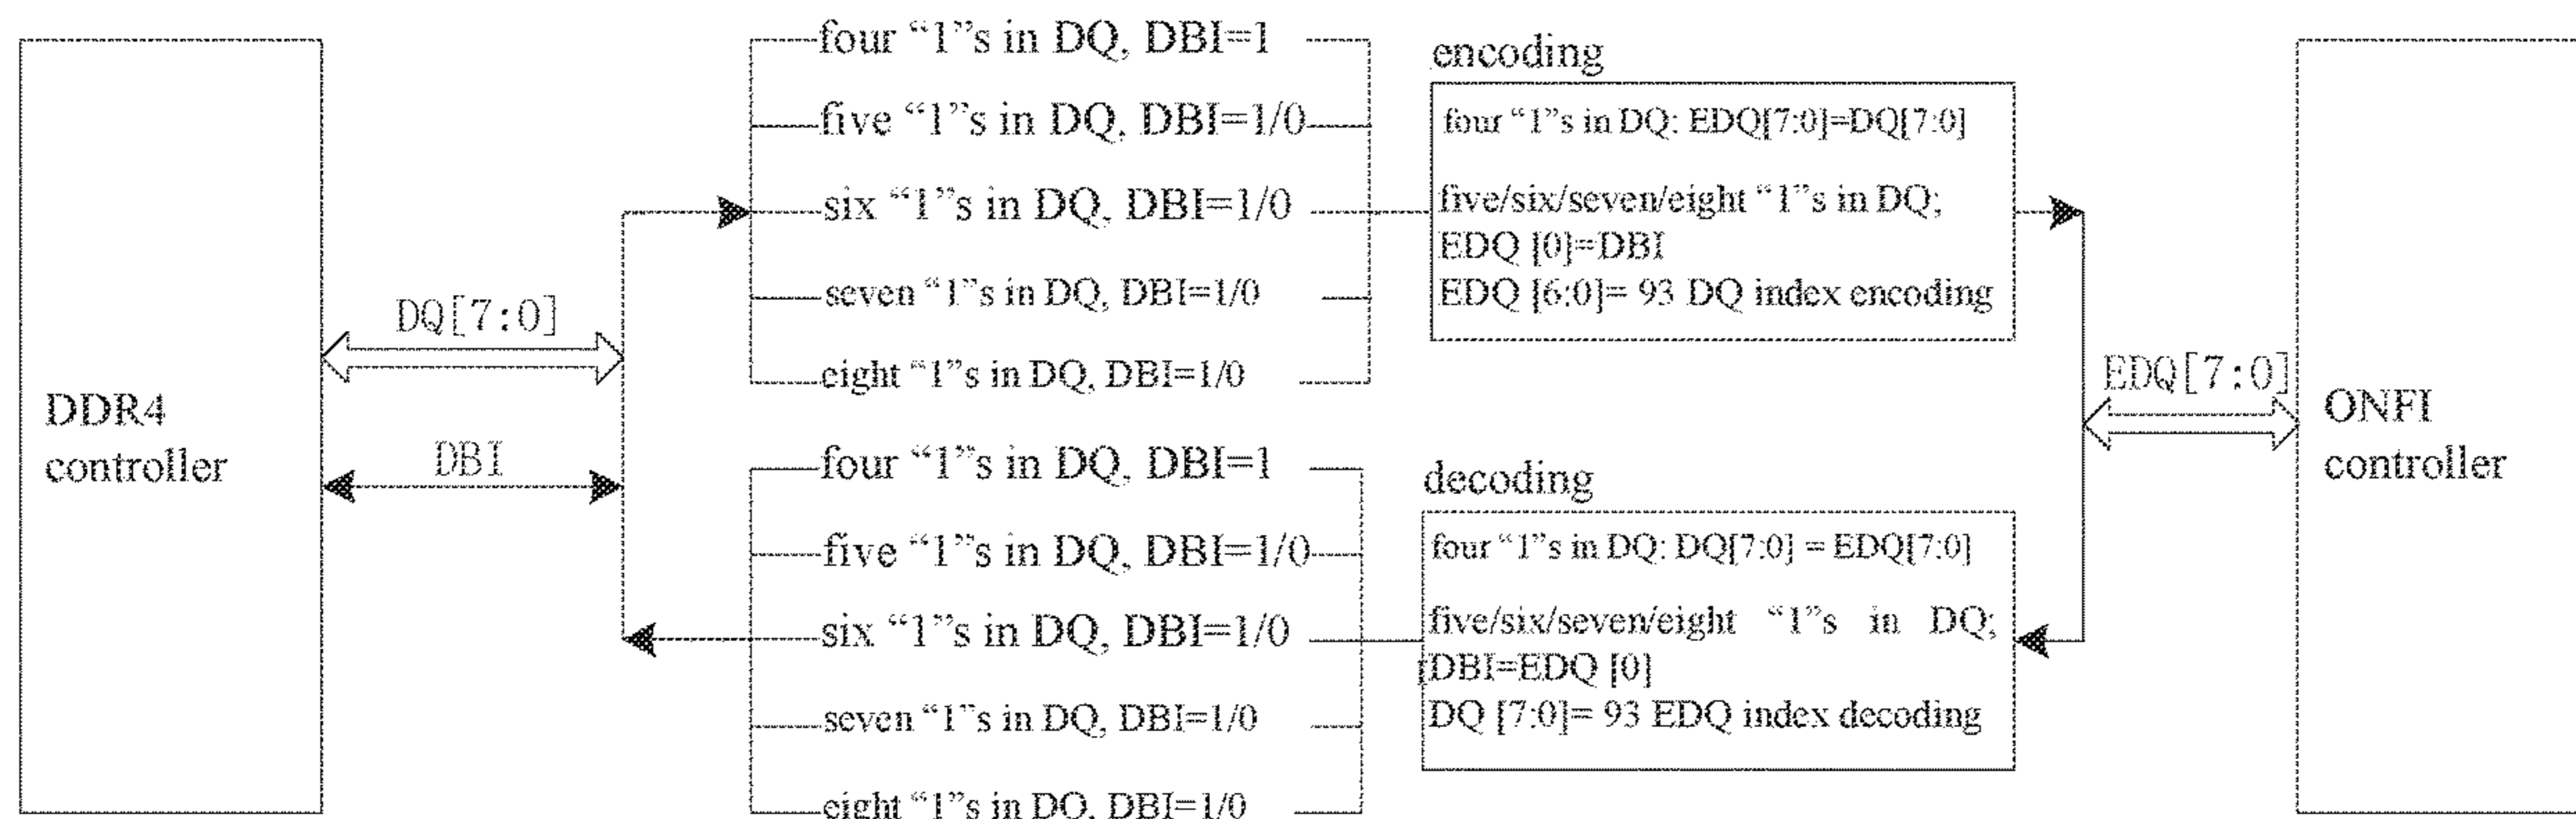 DDR4
controller
DQ[7:0]
DBI
four “1”s in DQ, DBI=1
five “1”s in DQ, DBI=1/0
six “1”s in DQ, DBI=1/0
seven “1”s in DQ, DBI=1/0
eight “1”s in DQ, DBI=1/0
encoding
four “1”s in DQ: EDQ[7:0]=DQ[7:0]
five/six/seven/eight “1”s in DQ;
EDQ [0]=DBI
EDQ [6:0]= 93 DQ index encoding
four “1”s in DQ, DBI=1
five “1”s in DQ, DBI=1/0
six “1”s in DQ, DBI=1/0
seven “1”s in DQ, DBI=1/0
eight “1”s in DQ, DBI=1/0
decoding
four “1”s in DQ: DQ[7:0] = EDQ[7:0]
five/six/seven/eight “1”s in DQ;
[DBI=EDQ [0]
DQ [7:0]= 93 EDQ index decoding
EDQ[7:0]
ONFI
controller